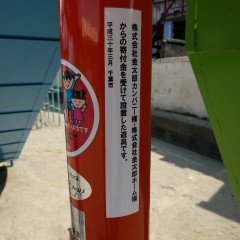 株式会社金太郎カンパニー様・株式会社金太郎ホーム様
からの寄付金を受けて設置した遊具です。
平成三十年三月 千葉市